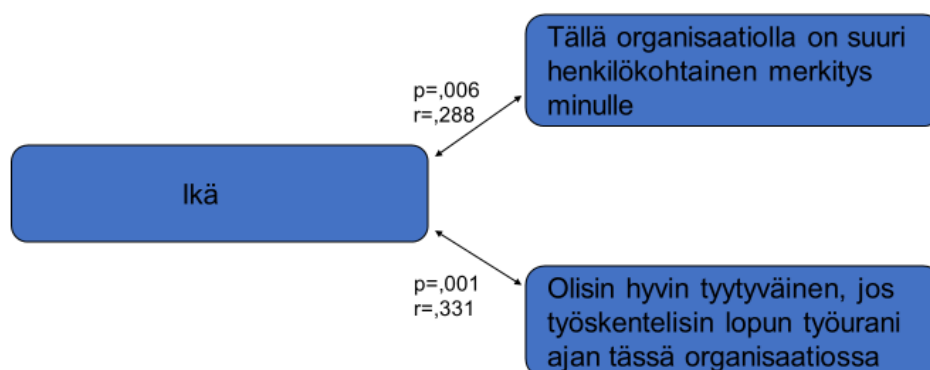 Tällä organisaatiolla on suuri
henkilökohtainen merkitys
minulle
p=,006
r=,288
Ikä
p=,001
r=,331
Olisin hyvin tyytyväinen, jos
työskentelisin lopun työurani
ajan tässä organisaatiossa